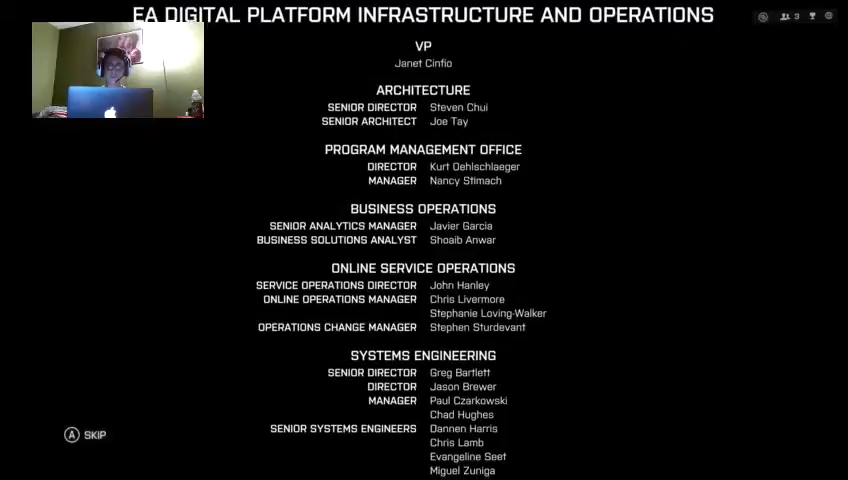 EA DIGITAL PLATFORM INFRASTRUCTURE AND OPERATIONS
3
VP
Janet Cinfio
ARCHITECTURE
SENIOR DIRECTOR Steven Chui
SENIOR ARCHITECT Joe Tay
PROGRAM MANAGEMENT OFFICE
DIRECTOR Kurt Oehlschlaeger
MANAGER Nancy Stimach
BUSINESS OPERATIONS
SENIOR ANALYTICS MANAGER Javier Garcia
BUSINESS SOLUTIONS ANALYST Shoaib Anwar
ONLINE SERVICE OPERATIONS
SERVICE OPERATIONS DIRECTOR John Hanley
ONLINE OPERATIONS MANAGER Chris Livermore
Stephanie Loving-Walker
OPERATIONS CHANGE MANAGER Stephen Sturdevant
SYSTEMS ENGINEERING
SENIOR DIRECTOR Greg Bartlett
DIRECTOR Jason Brewer
MANAGER Paul Czarkowski
Chad Hughes
SENIOR SYSTEMS ENGINEERS Dannen Harris
A SKIP
Chris Lamb
Evangeline Seet
Miguel Zuniga